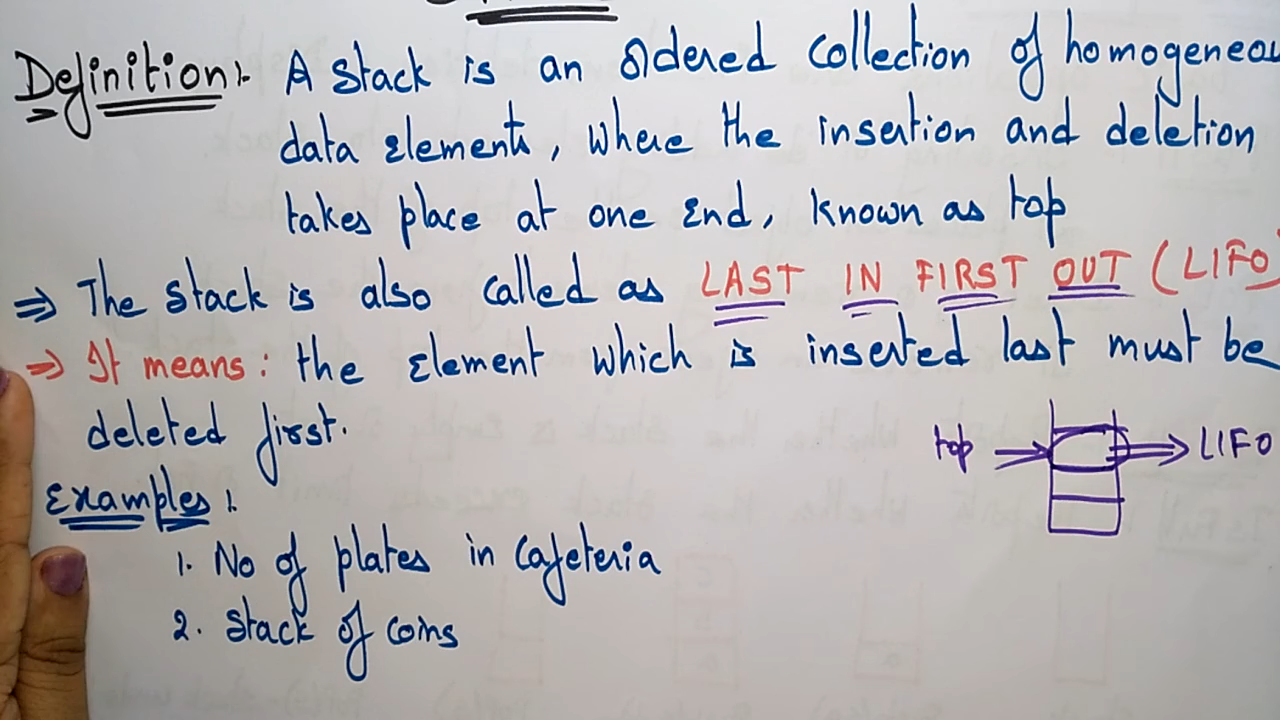 Definition:- A stack is an ordered collection of homogeneou
data elements, where the insertion and deletion
takes place at one end, known as top
⇒ The stack is also called as LAST IN FIRST OUT (LIFO)
⇒ It means: the element which is inserted last must be
deleted first.
top → ⇒ LIFO
Examples:
1. No of plates in Cafeteria
2. Stack of coins